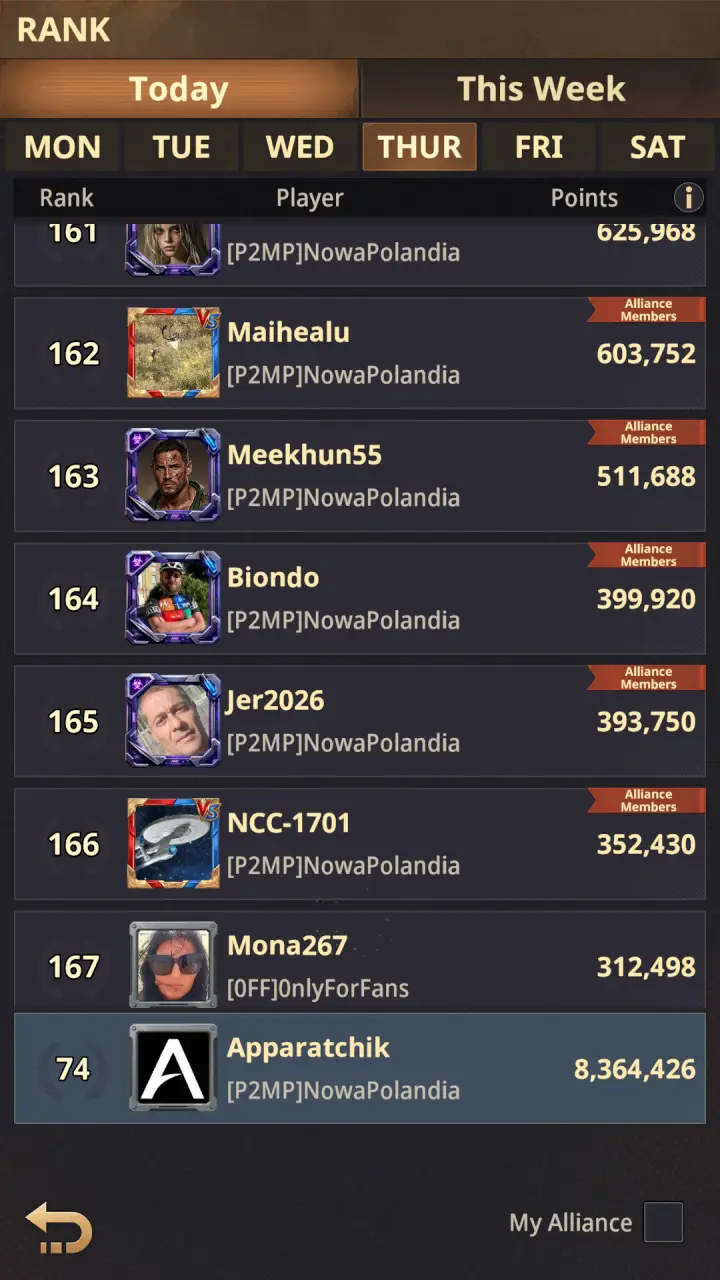 RANK
Today
This Week
MON
TUE
WED
THUR
FRI
SAT
Rank
Player
Points
161
[P2MP]NowaPolandia
625,968
Alliance
Members
162
Maihealu
[P2MP]NowaPolandia
603,752
Alliance
Members
163
Meekhun55
[P2MP]NowaPolandia
511,688
Alliance
Members
164
Biondo
[P2MP]NowaPolandia
399,920
Alliance
Members
165
Jer2026
[P2MP]NowaPolandia
393,750
Alliance
Members
166
NCC-1701
[P2MP]NowaPolandia
352,430
167
Mona267
[0FF]0nlyForFans
312,498
74
Apparatchik
[P2MP]NowaPolandia
8,364,426
My Alliance